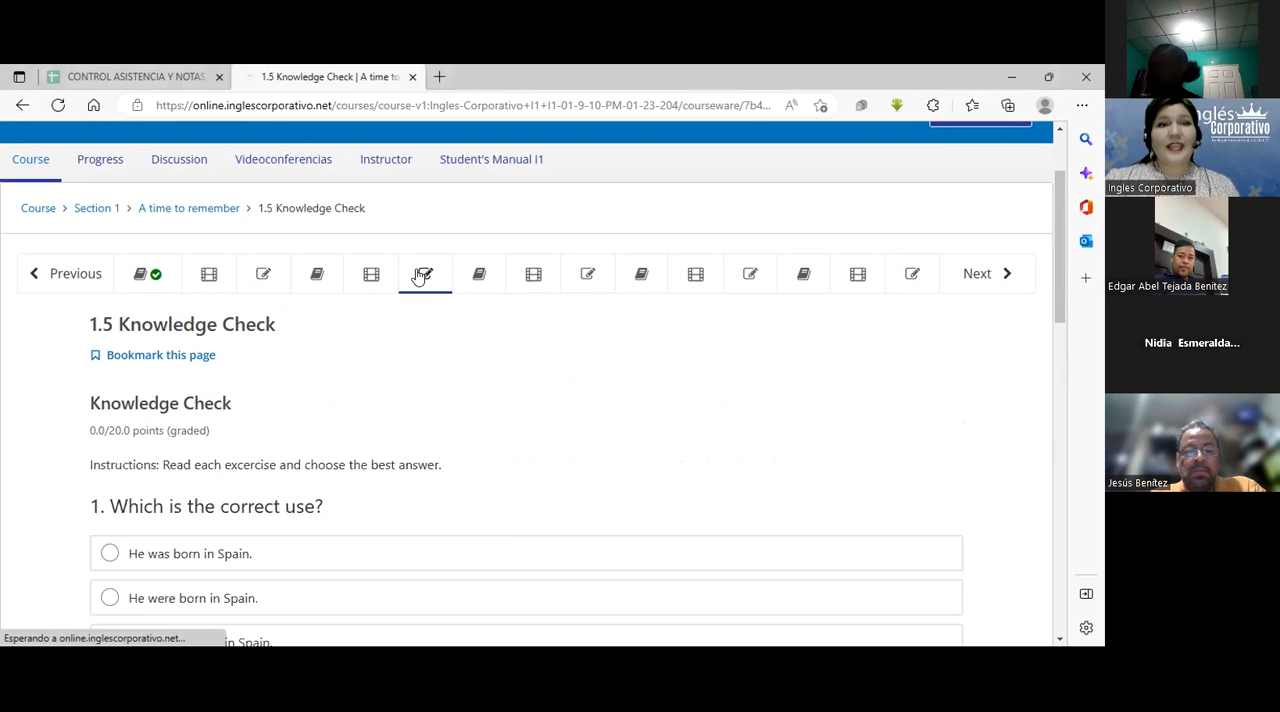 CONTROL ASISTENCIA Y NOTAS
1.5 Knowledge Check | A time to
https://online.inglescorporativo.net/courses/course-v1:Ingles-Corporativo+I1+I1-01-9-10-PM-01-23-204/courseware/7b4...
Course
Progress
Discussion
Videoconferencias
Instructor
Student's Manual I1
Course > Section 1 > A time to remember > 1.5 Knowledge Check
Previous
Next
1.5 Knowledge Check
Bookmark this page
Knowledge Check
0.0/20.0 points (graded)
Instructions: Read each excercise and choose the best answer.
1. Which is the correct use?
He was born in Spain.
He were born in Spain.
in Spain.
Esperando a online.inglescorporativo.net...
nglés
Corporativo
Ingles Corporativo
Edgar Abel Tejada Benitez
Nidia Esmeralda...
Jesús Benítez